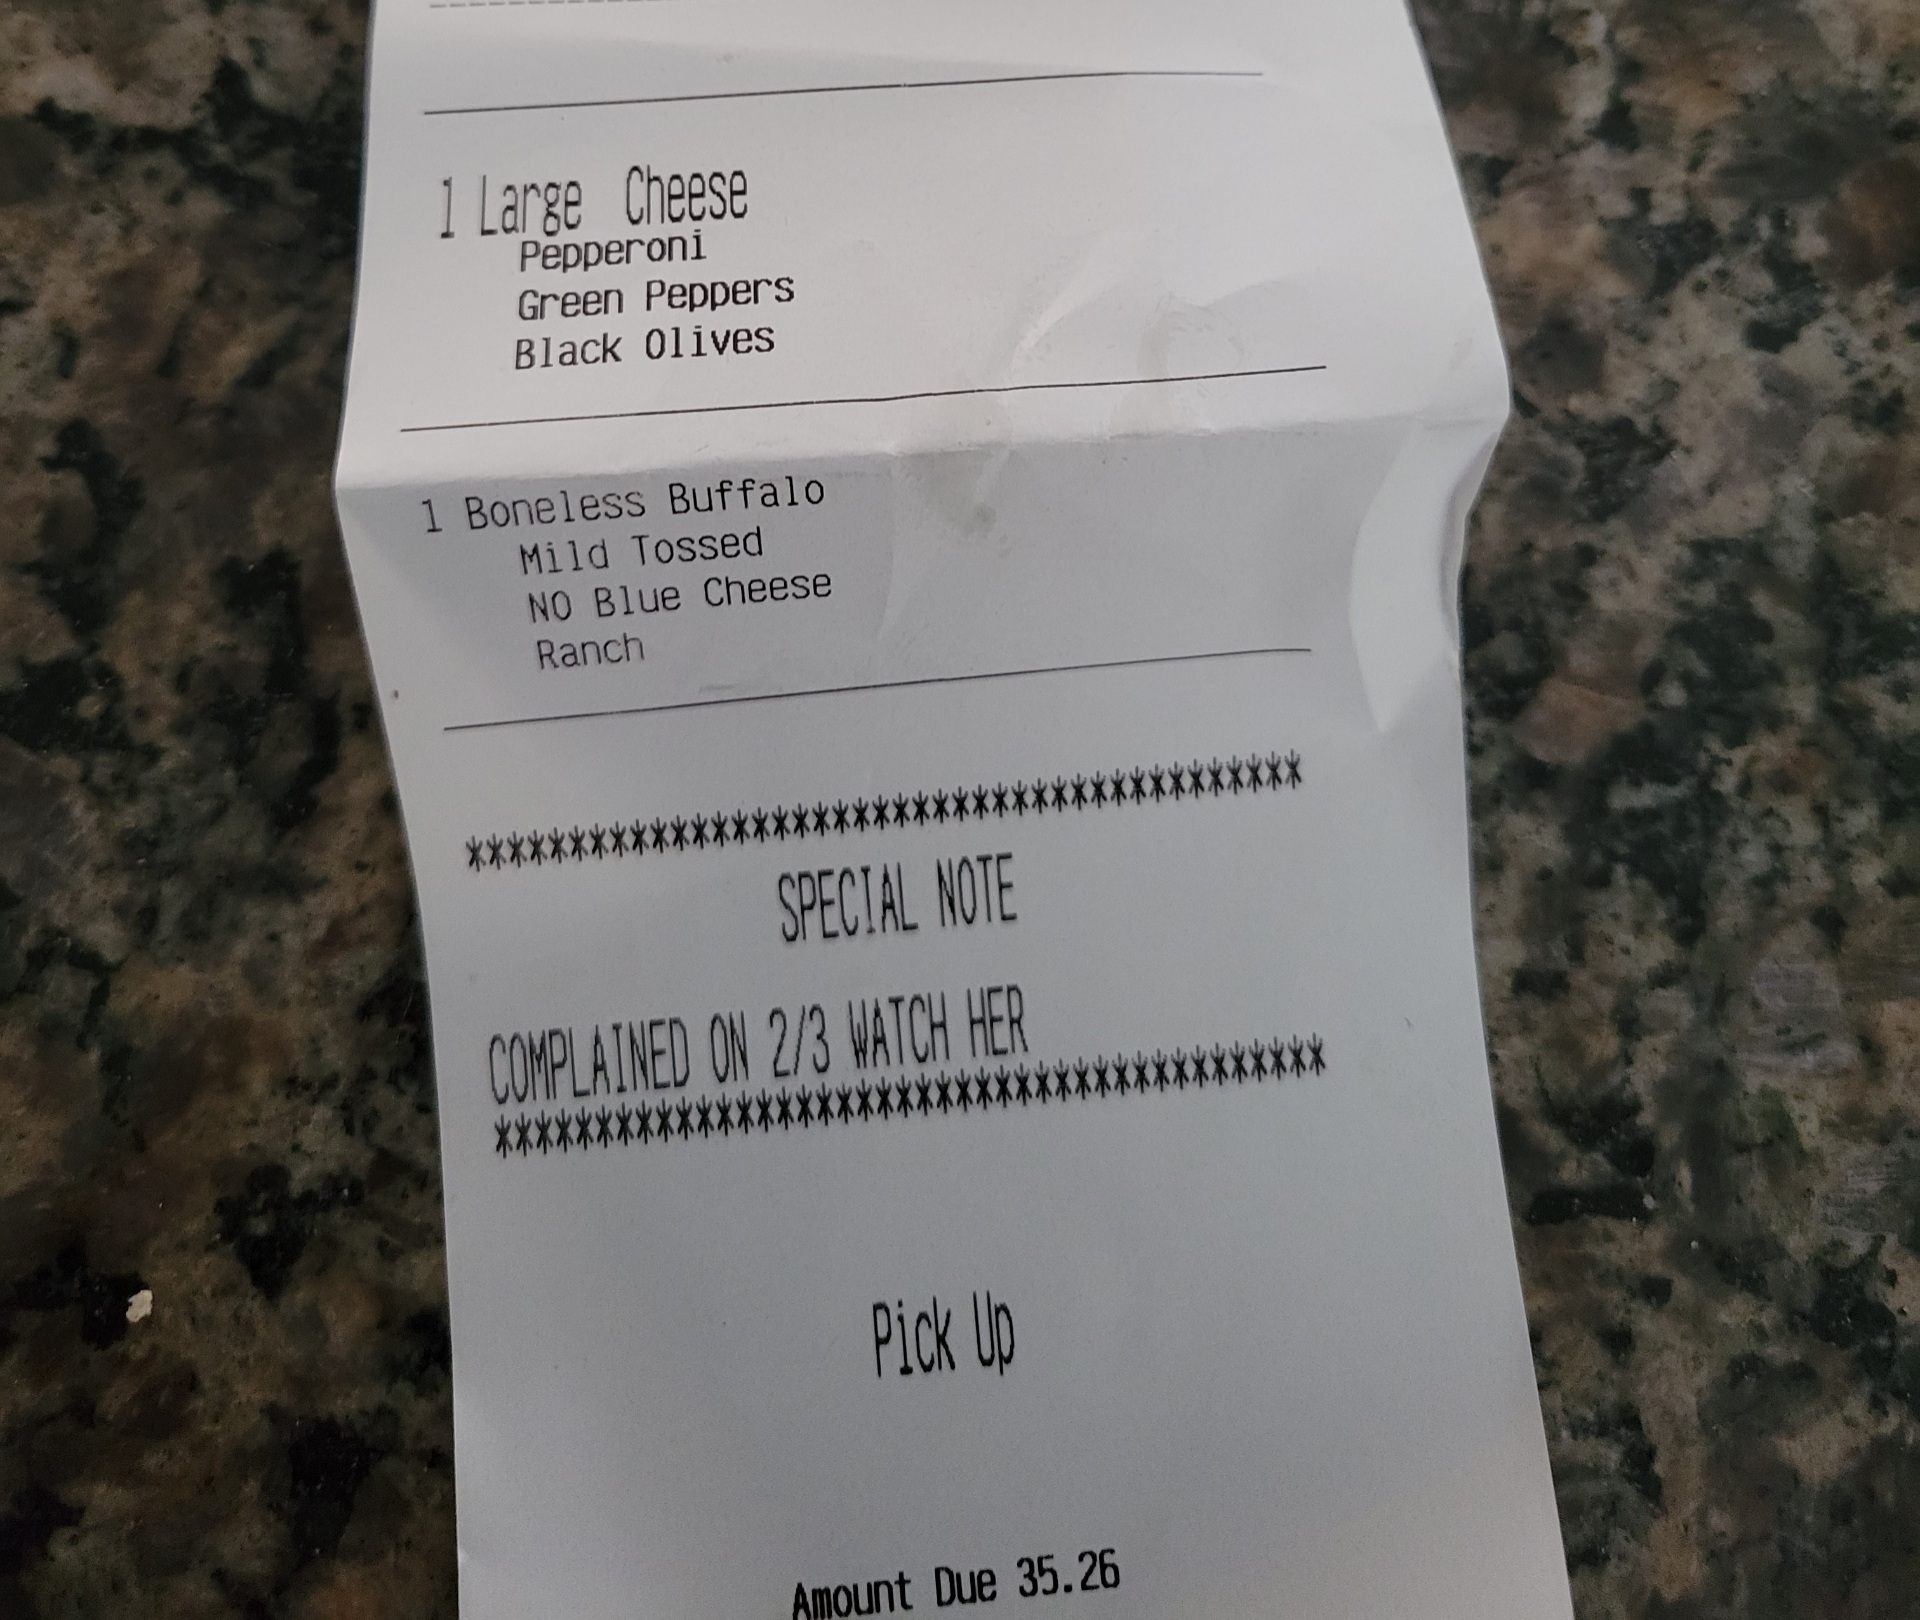 1 Large Cheese
Pepperoni
Green Peppers
Black Olives
1 Boneless Buffalo
Mild Tossed
NO Blue Cheese
Ranch
*****************************************
SPECIAL NOTE
COMPLAINED ON 2/3 WATCH HER
*****************************************
Pick Up
Amount Due 35.26